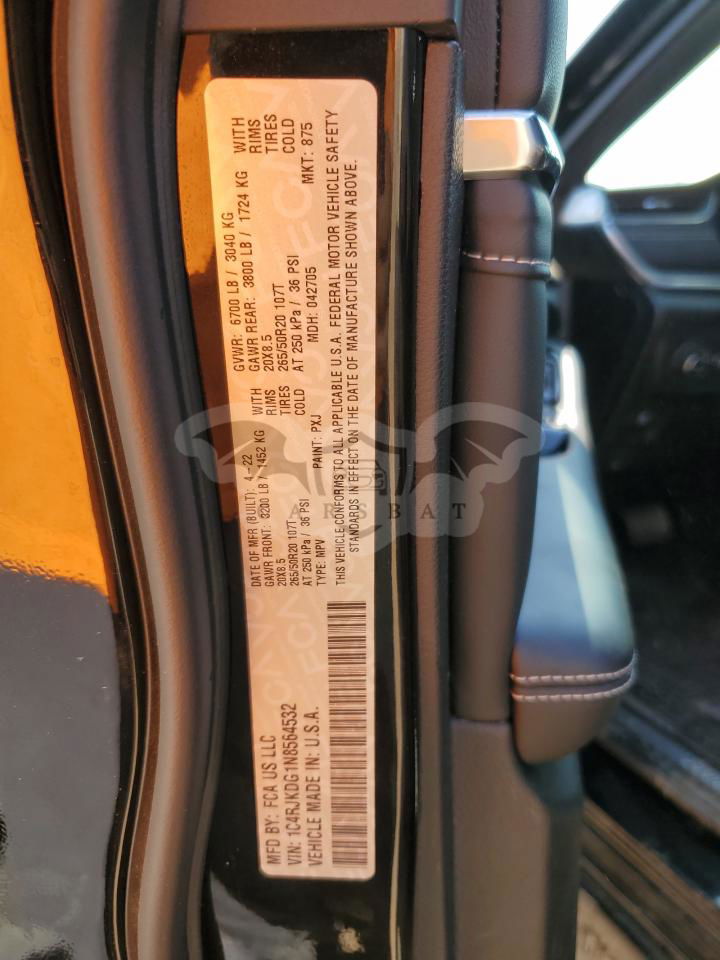 MFD BY: FCA US LLC
DATE OF MFR (BUILT): 4-22
GVWR: 6700 LB / 3040 KG
GAWR FRONT: 3200 LB / 1452 KG WITH
GAWR REAR: 3800 LB / 1724 KG WITH
20X8.5 RIMS
20X8.5 RIMS
265/50R20 107T TIRES
265/50R20 107T TIRES
AT 250 kPa / 36 PSI COLD
AT 250 kPa / 36 PSI COLD
VIN: 1C4RJKDG1N8564532
TYPE: MPV
PAINT: PXJ
MDH: 042705
MKT: 875
VEHICLE MADE IN: U.S.A.
THIS VEHICLE CONFORMS TO ALL APPLICABLE U.S.A. FEDERAL MOTOR VEHICLE SAFETY
STANDARDS IN EFFECT ON THE DATE OF MANUFACTURE SHOWN ABOVE.
ARSBAT